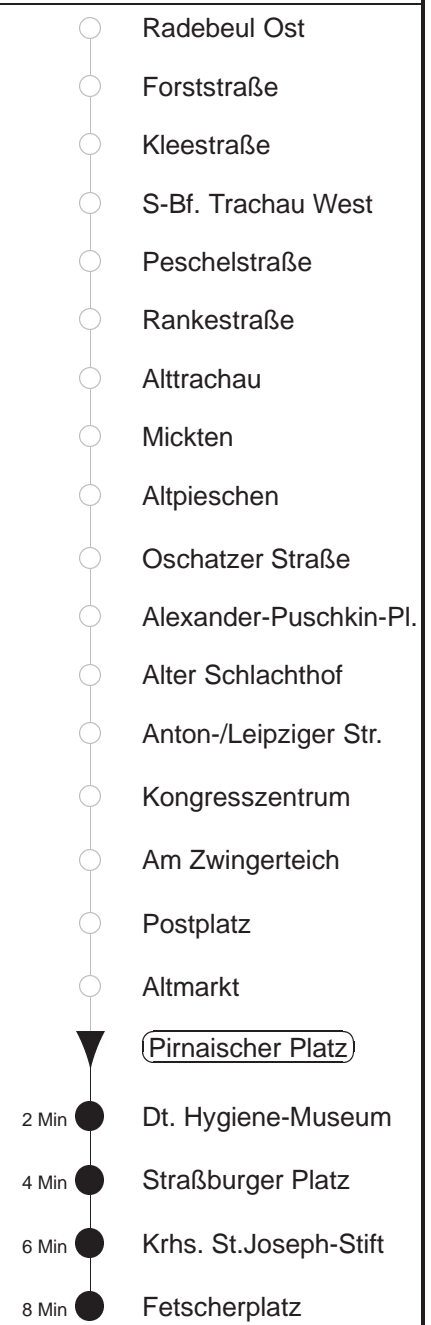 Radebeul Ost
Forststraße
Kleestraße
S-Bf. Trachau West
Peschelstraße
Rankestraße
Alttrachau
Mickten
Altpieschen
Oschatzer Straße
Alexander-Puschkin-Pl.
Alter Schlachthof
Anton-/Leipziger Str.
Kongresszentrum
Am Zwingerteich
Postplatz
Altmarkt
Pirnaischer Platz
2 Min Dt. Hygiene-Museum
4 Min Straßburger Platz
6 Min Krhs. St.Joseph-Stift
8 Min Fetscherplatz